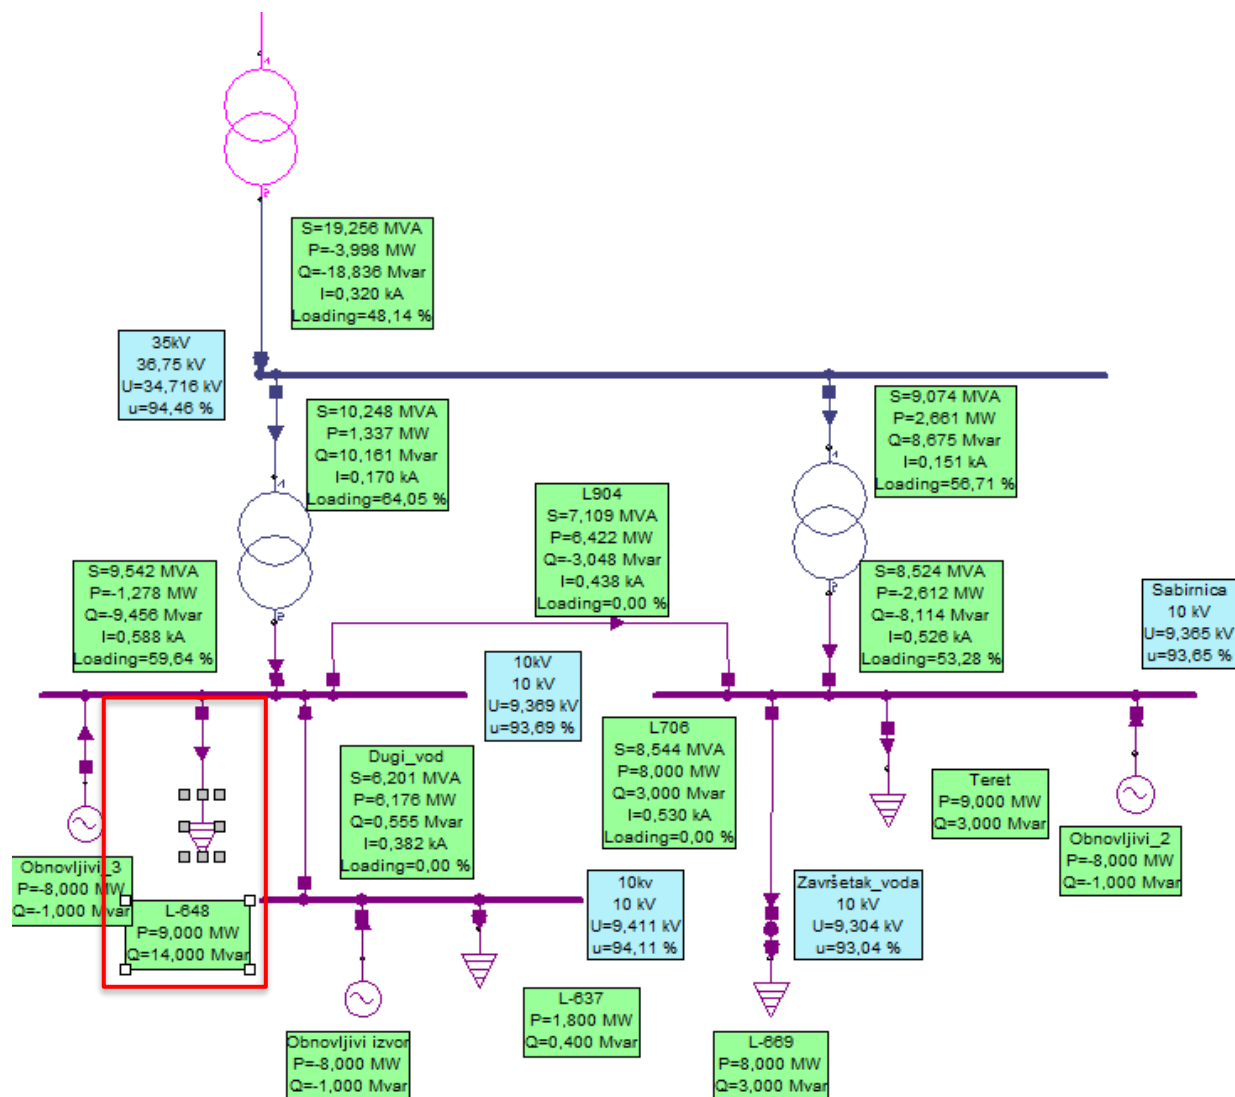 1
2
S=19,256 MVA
P=-3,998 MW
Q=-18,836 Mvar
I=0,320 kA
Loading=48,14 %
35kV
36,75 kV
U=34,716 kV
u=94,46 %
S=10,248 MVA
P=1,337 MW
Q=10,161 Mvar
I=0,170 kA
Loading=64,05 %
1
2
S=9,074 MVA
P=2,661 MW
Q=8,675 Mvar
I=0,151 kA
Loading=56,71 %
1
2
L904
S=7,109 MVA
P=6,422 MW
Q=-3,048 Mvar
I=0,438 kA
Loading=0,00 %
S=9,542 MVA
P=-1,278 MW
Q=-9,456 Mvar
I=0,588 kA
Loading=59,64 %
S=8,524 MVA
P=-2,612 MW
Q=-8,114 Mvar
I=0,526 kA
Loading=53,28 %
Sabirnica
10 kV
U=9,365 kV
u=93,65 %
10kV
10 kV
U=9,369 kV
u=93,69 %
Dugi_vod
S=6,201 MVA
P=6,176 MW
Q=0,555 Mvar
I=0,382 kA
Loading=0,00 %
L706
S=8,544 MVA
P=8,000 MW
Q=3,000 Mvar
I=0,530 kA
Loading=0,00 %
Teret
P=9,000 MW
Q=3,000 Mvar
Obnovljivi_2
P=-8,000 MW
Q=-1,000 Mvar
Obnovljivi_3
P=-8,000 MW
Q=-1,000 Mvar
L-648
P=9,000 MW
Q=14,000 Mvar
10kv
10 kV
U=9,411 kV
u=94,11 %
Završetak_voda
10 kV
U=9,304 kV
u=93,04 %
L-637
P=1,800 MW
Q=0,400 Mvar
Obnovljivi izvor
P=-8,000 MW
Q=-1,000 Mvar
L-669
P=8,000 MW
Q=3,000 Mvar